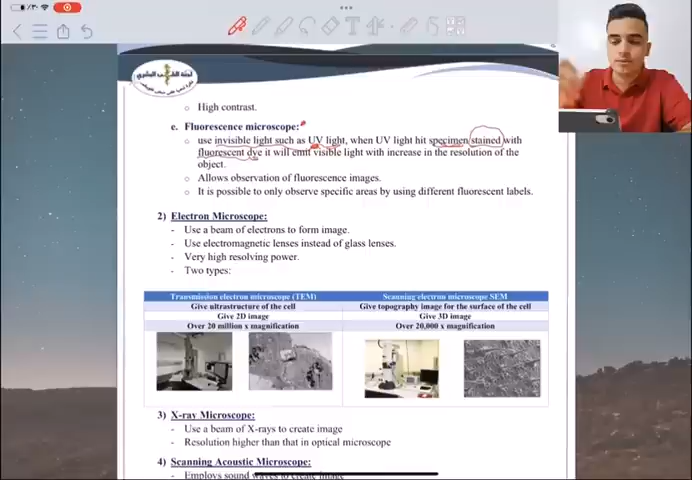 High contrast.
e. Fluorescence microscope:
use invisible light such as UV light, when UV light hit specimen stained with
fluorescent dye it will emit visible light with increase in the resolution of the
object.
Allows observation of fluorescence images.
It is possible to only observe specific areas by using different fluorescent labels.
2) Electron Microscope:
- Use a beam of electrons to form image.
- Use electromagnetic lenses instead of glass lenses.
- Very high resolving power.
- Two types:
Transmission electron microscope (TEM) Scanning electron microscope SEM
Give ultrastructure of the cell Give topography image for the surface of the cell
Give 2D image Give 3D image
Over 20 million x magnification Over 20,000 x magnification
3) X-ray Microscope:
- Use a beam of X-rays to create image
- Resolution higher than that in optical microscope
4) Scanning Acoustic Microscope:
- Employs sound waves to create image